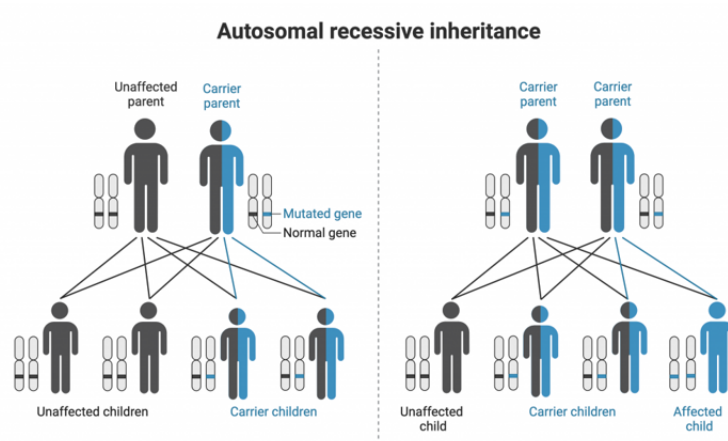 Autosomal recessive inheritance
Unaffected
parent
Carrier
parent
Mutated gene
Normal gene
Unaffected children
Carrier children
Carrier
parent
Carrier
parent
Unaffected
child
Carrier children
Affected
child